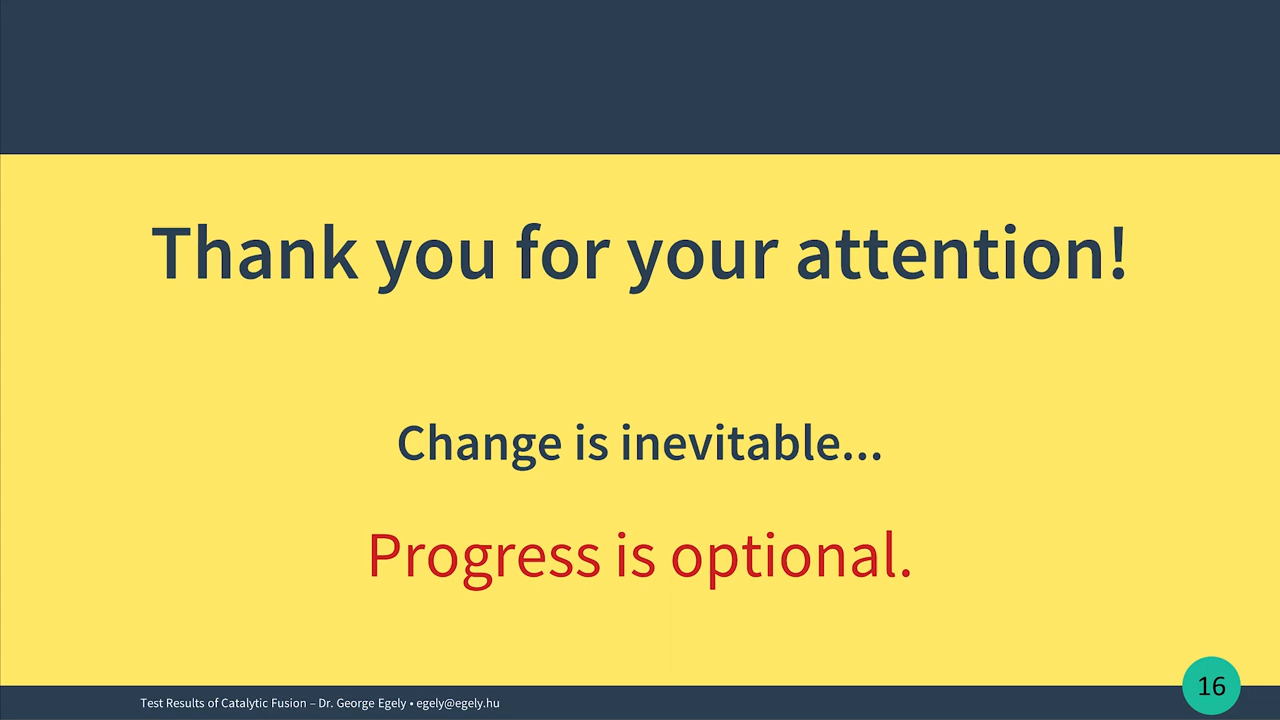 Thank you for your attention!
Change is inevitable...
Progress is optional.
Test Results of Catalytic Fusion – Dr. George Egely • egely@egely.hu
16